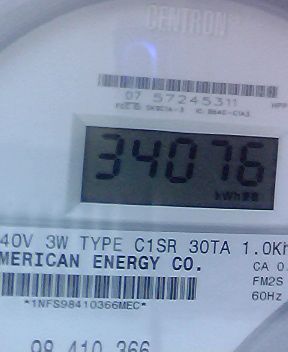 CENTRON®
07 57245311
34076
kWh
40V 3W TYPE C1SR 30TA 1.0Kh
MERICAN ENERGY CO.
CA 0.
FM2S
60Hz
*1NFS98410366MEC*
98 410 366